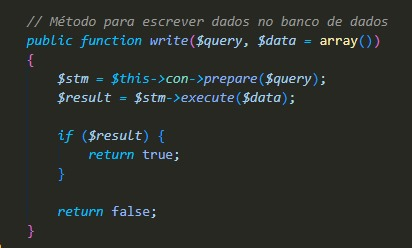 // Método para escrever dados no banco de dados
public function write($query, $data = array())
{
    $stm = $this->con->prepare($query);
    $result = $stm->execute($data);

    if ($result) {
        return true;
    }

    return false;
}